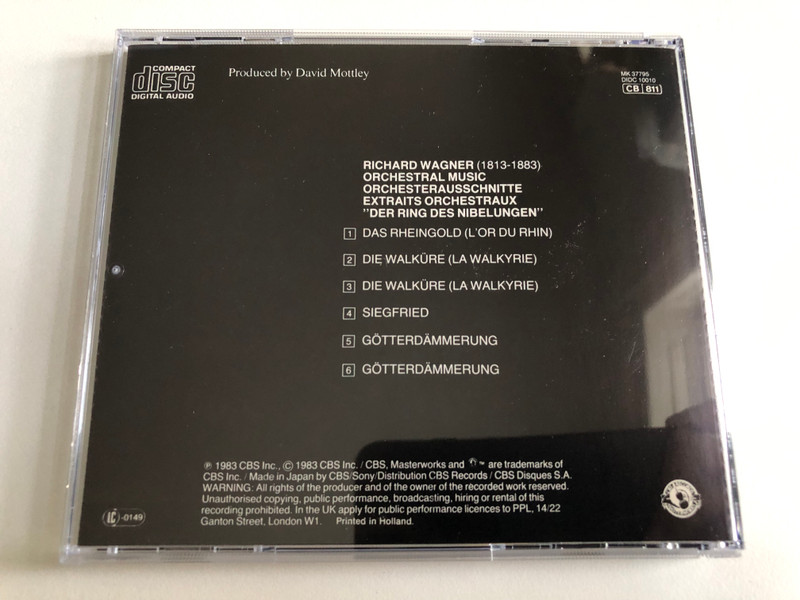 COMPACT
disc
DIGITAL AUDIO
Produced by David Mottley
MK 37795
DIDC 10010
CB 811
RICHARD WAGNER (1813-1883)
ORCHESTRAL MUSIC
ORCHESTERAUSSCHNITTE
EXTRAITS ORCHESTRAUX
"DER RING DES NIBELUNGEN"
1 DAS RHEINGOLD (L'OR DU RHIN)
2 DIE WALKÜRE (LA WALKYRIE)
3 DIE WALKÜRE (LA WALKYRIE)
4 SIEGFRIED
5 GÖTTERDÄMMERUNG
6 GÖTTERDÄMMERUNG
℗ 1983 CBS Inc., © 1983 CBS Inc. / CBS, Masterworks and ™ are trademarks of
CBS Inc. / Made in Japan by CBS/Sony/Distribution CBS Records / CBS Disques S.A.
WARNING: All rights of the producer and of the owner of the recorded work reserved.
Unauthorised copying, public performance, broadcasting, hiring or rental of this
recording prohibited. In the UK apply for public performance licences to PPL, 14/22
Ganton Street, London W1. Printed in Holland.
LC -0149